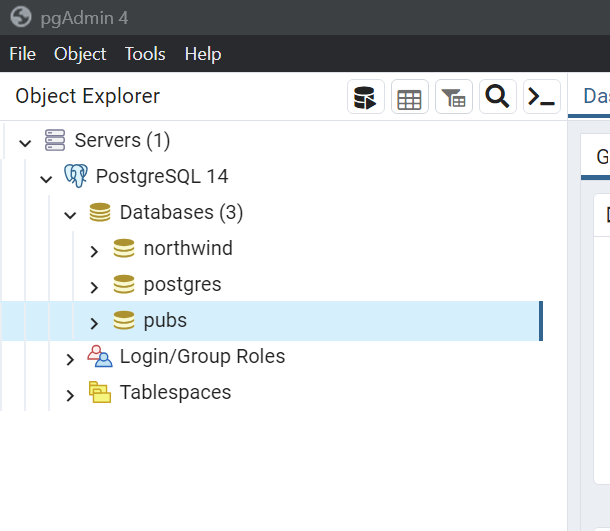 pgAdmin 4
File Object Tools Help
Object Explorer
Das
G
Servers (1)
PostgreSQL 14
Databases (3)
northwind
postgres
pubs
Login/Group Roles
Tablespaces